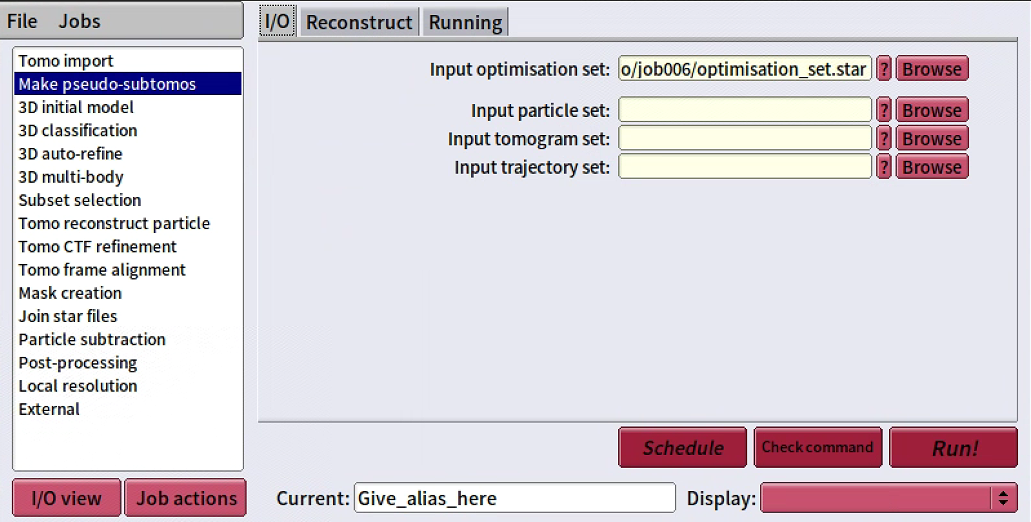 File Jobs
I/O Reconstruct Running
Tomo import
Make pseudo-subtomos
3D initial model
3D classification
3D auto-refine
3D multi-body
Subset selection
Tomo reconstruct particle
Tomo CTF refinement
Tomo frame alignment
Mask creation
Join star files
Particle subtraction
Post-processing
Local resolution
External
I/O view Job actions
Input optimisation set: o/job006/optimisation_set.star ? Browse
Input particle set: ? Browse
Input tomogram set: ? Browse
Input trajectory set: ? Browse
Schedule Check command Run!
Current: Give_alias_here Display: